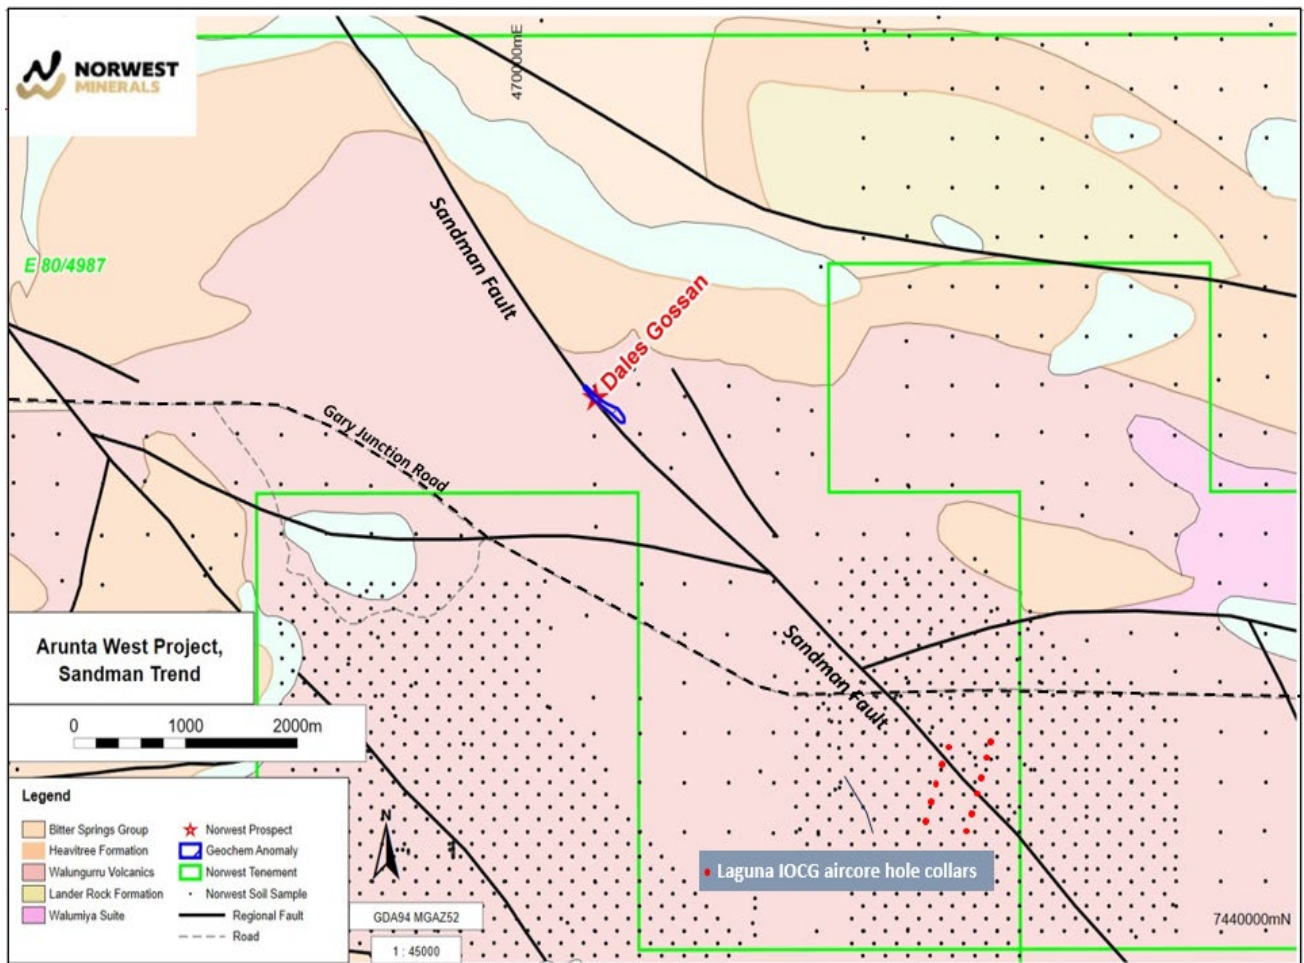 NORWEST
MINERALS
470000mE
Sandman Fault
E 80/4987
Dales Gossan
Gary Junction Road
Arunta West Project,
Sandman Trend
Sandman Fault
0 1000 2000m
Legend
Bitter Springs Group
Heavitree Formation
Walungurru Volcanics
Lander Rock Formation
Walumiya Suite
Norwest Prospect
Geochem Anomaly
Norwest Tenement
Norwest Soil Sample
Regional Fault
Road
N
Laguna IOCG aircore hole collars
GDA94 MGAZ52
1 : 45000
7440000mN